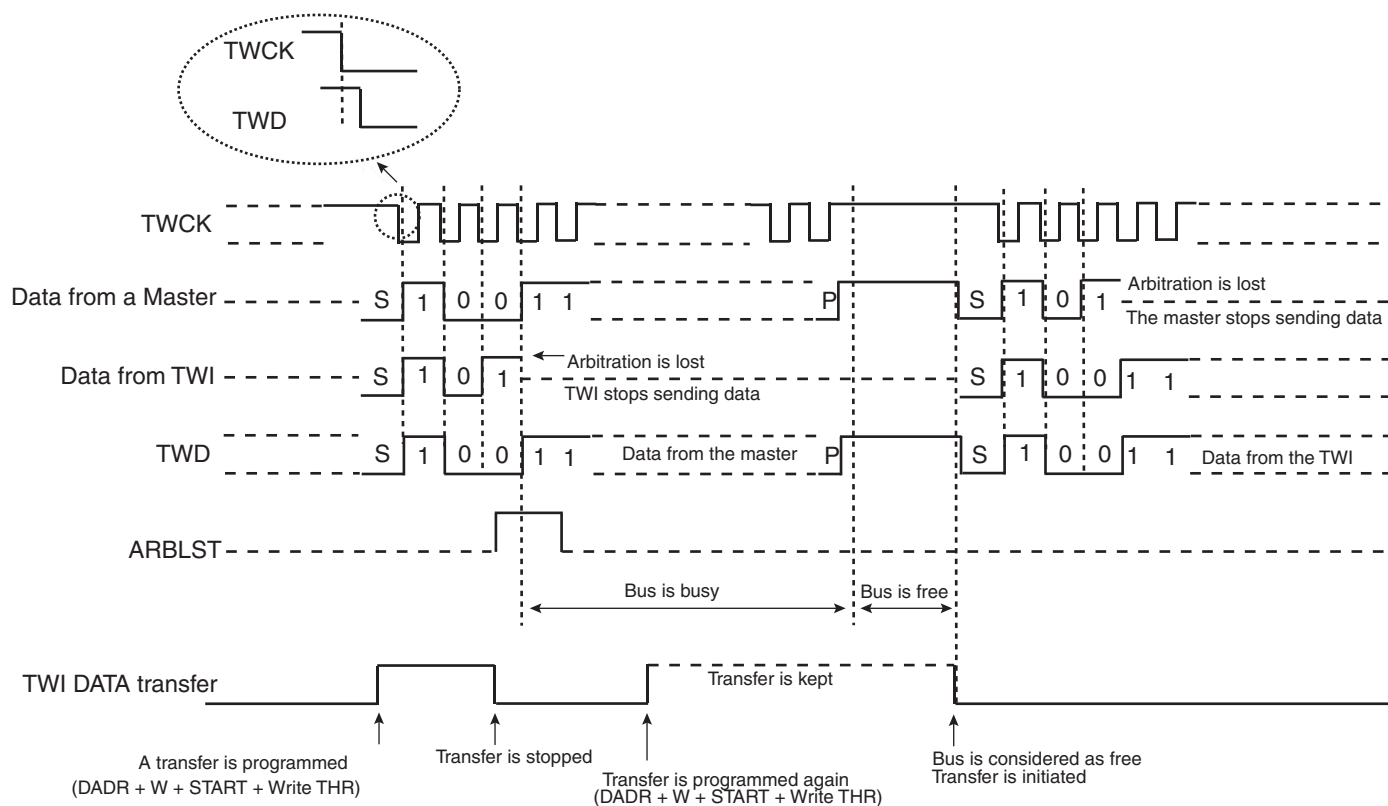 TWCK
TWD
TWCK
Data from a Master
S 1 0 0 1 1
P
S 1 0 1
Arbitration is lost
The master stops sending data
Data from TWI
S 1 0 1
Arbitration is lost
TWI stops sending data
S 1 0 0 1 1
TWD
S 1 0 0 1 1
Data from the master
P
S 1 0 0 1 1
Data from the TWI
ARBLST
Bus is busy
Bus is free
TWI DATA transfer
Transfer is kept
A transfer is programmed
(DADR + W + START + Write THR)
Transfer is stopped
Transfer is programmed again
(DADR + W + START + Write THR)
Bus is considered as free
Transfer is initiated